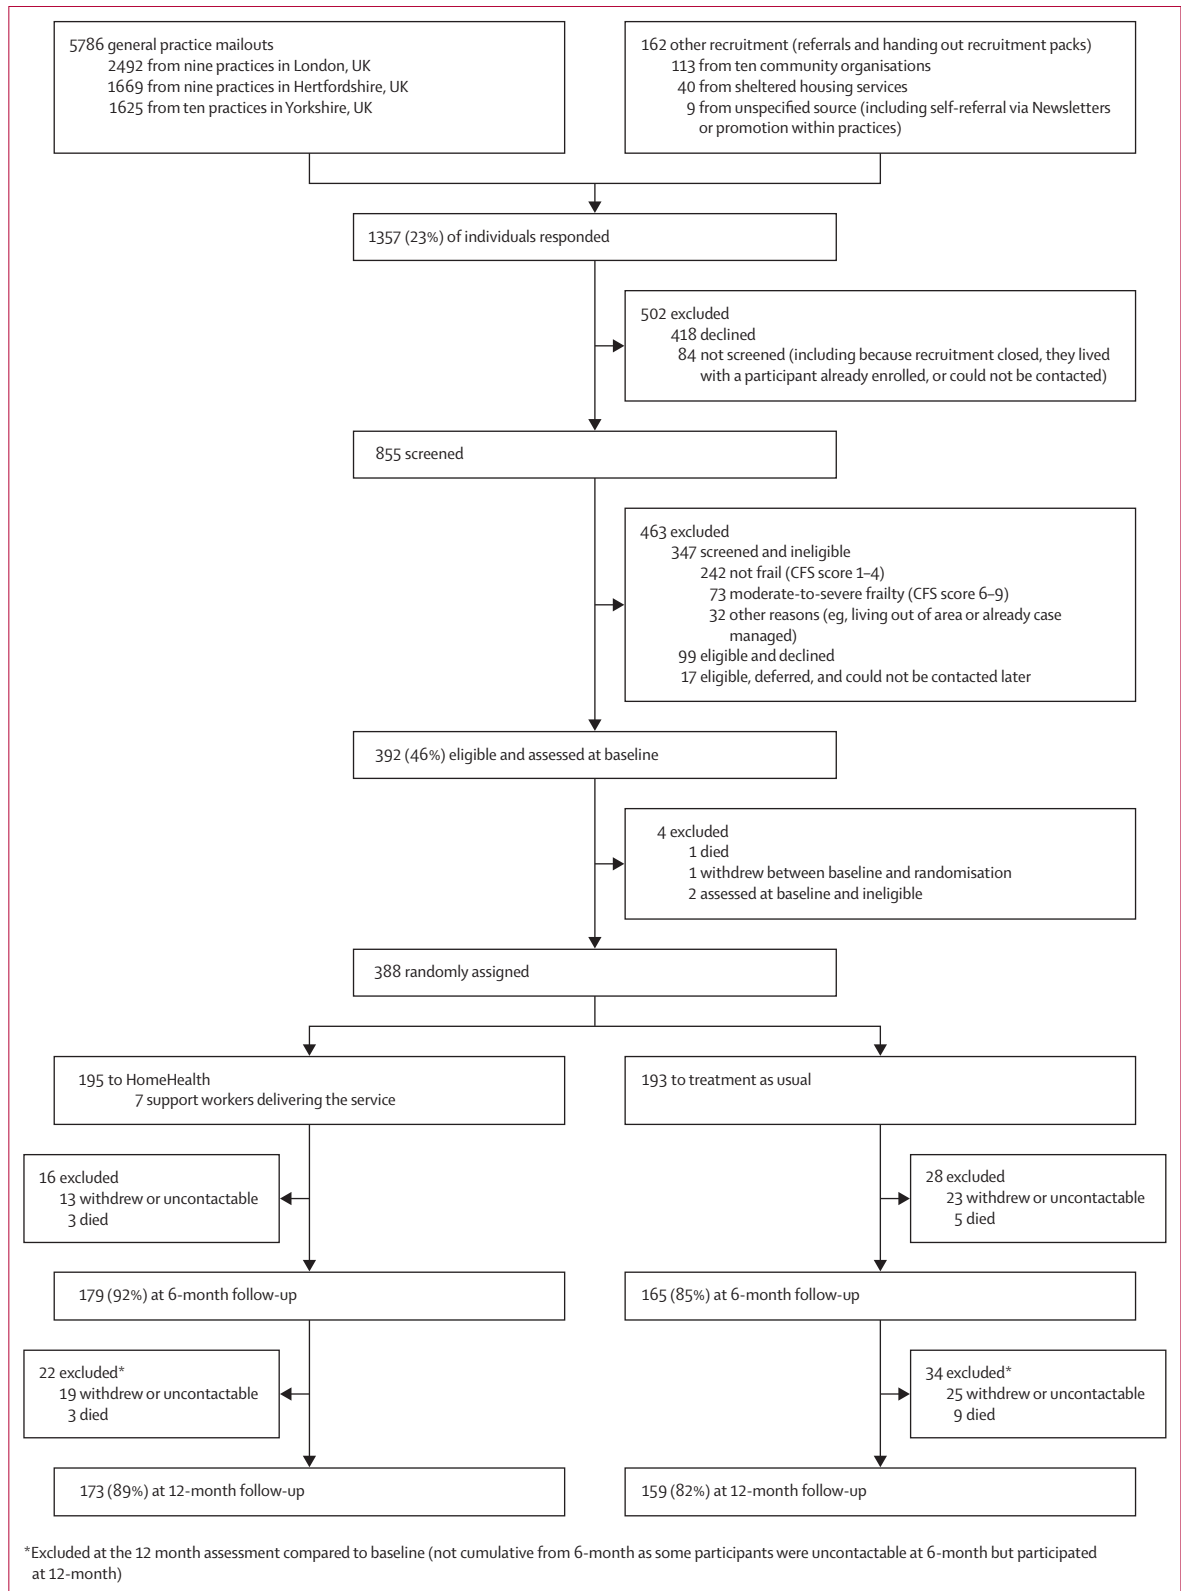 5786 general practice mailouts
2492 from nine practices in London, UK
1669 from nine practices in Hertfordshire, UK
1625 from ten practices in Yorkshire, UK
162 other recruitment (referrals and handing out recruitment packs)
113 from ten community organisations
40 from sheltered housing services
9 from unspecified source (including self-referral via Newsletters
or promotion within practices)
1357 (23%) of individuals responded
502 excluded
418 declined
84 not screened (including because recruitment closed, they lived
with a participant already enrolled, or could not be contacted)
855 screened
463 excluded
347 screened and ineligible
242 not frail (CFS score 1–4)
73 moderate-to-severe frailty (CFS score 6–9)
32 other reasons (eg, living out of area or already case
managed)
99 eligible and declined
17 eligible, deferred, and could not be contacted later
392 (46%) eligible and assessed at baseline
4 excluded
1 died
1 withdrew between baseline and randomisation
2 assessed at baseline and ineligible
388 randomly assigned
195 to HomeHealth
7 support workers delivering the service
193 to treatment as usual
16 excluded
13 withdrew or uncontactable
3 died
28 excluded
23 withdrew or uncontactable
5 died
179 (92%) at 6-month follow-up
165 (85%) at 6-month follow-up
22 excluded*
19 withdrew or uncontactable
3 died
34 excluded*
25 withdrew or uncontactable
9 died
173 (89%) at 12-month follow-up
159 (82%) at 12-month follow-up
*Excluded at the 12 month assessment compared to baseline (not cumulative from 6-month as some participants were uncontactable at 6-month but participated
at 12-month)